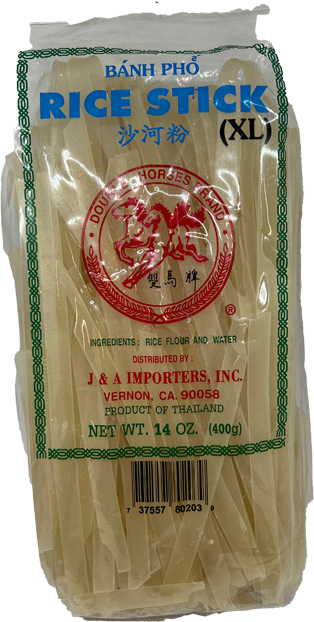 BÁNH PHỞ
RICE STICK
(XL)
沙河粉
· DOUBLE HORSES BRAND ·
雙馬牌
®
INGREDIENTS: RICE FLOUR AND WATER
DISTRIBUTED BY:
J & A IMPORTERS, INC.
VERNON, CA. 90058
PRODUCT OF THAILAND
NET WT. 14 OZ. (400g)
7 37557 80203 9